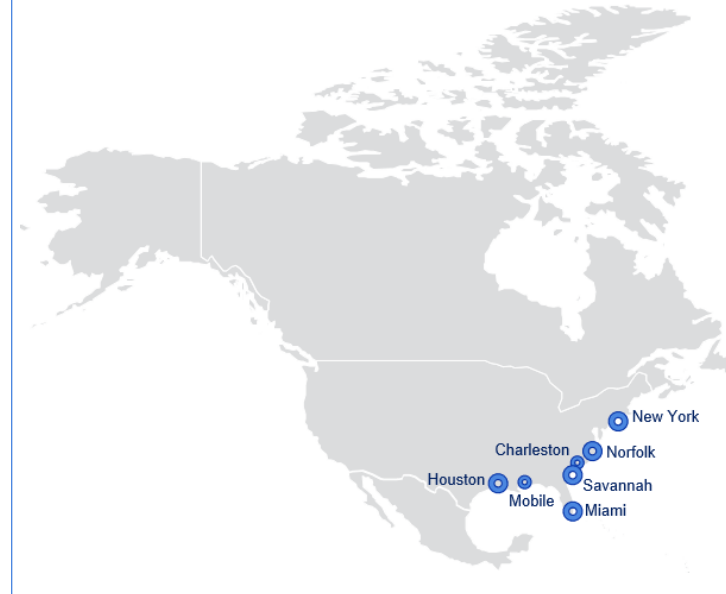 New York
Charleston
Norfolk
Houston
Savannah
Mobile
Miami